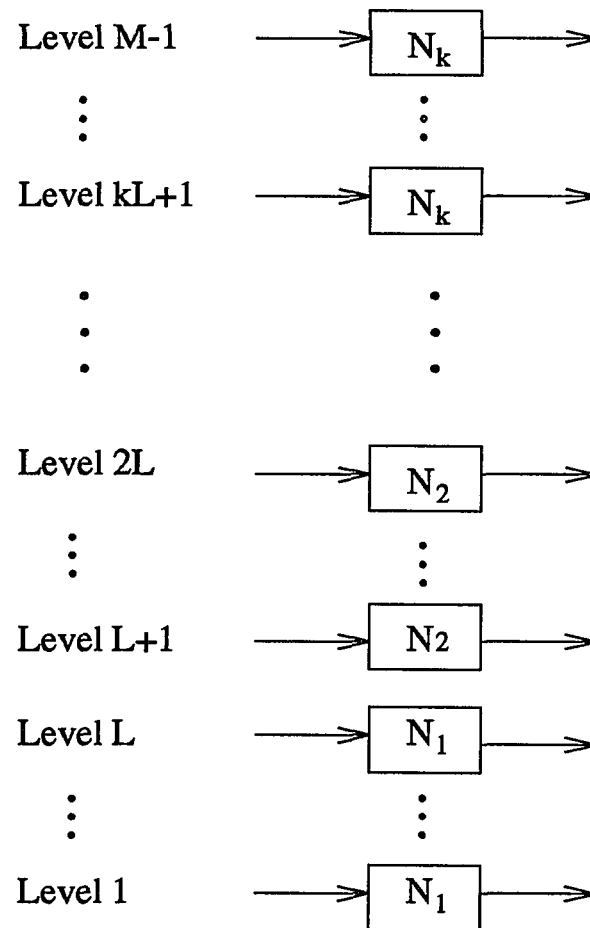 Level M-1 N_k
Level kL+1 N_k
Level 2L N_2
Level L+1 N2
Level L N_1
Level 1 N_1